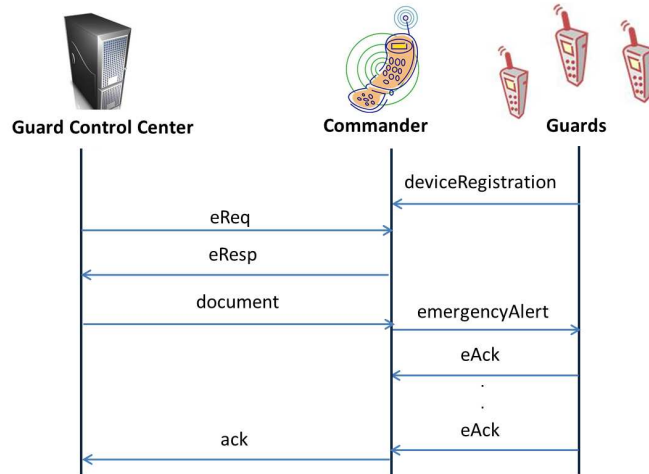 Guard Control Center
Commander
Guards
deviceRegistration
eReq
eResp
document
emergencyAlert
eAck
.
.
eAck
ack